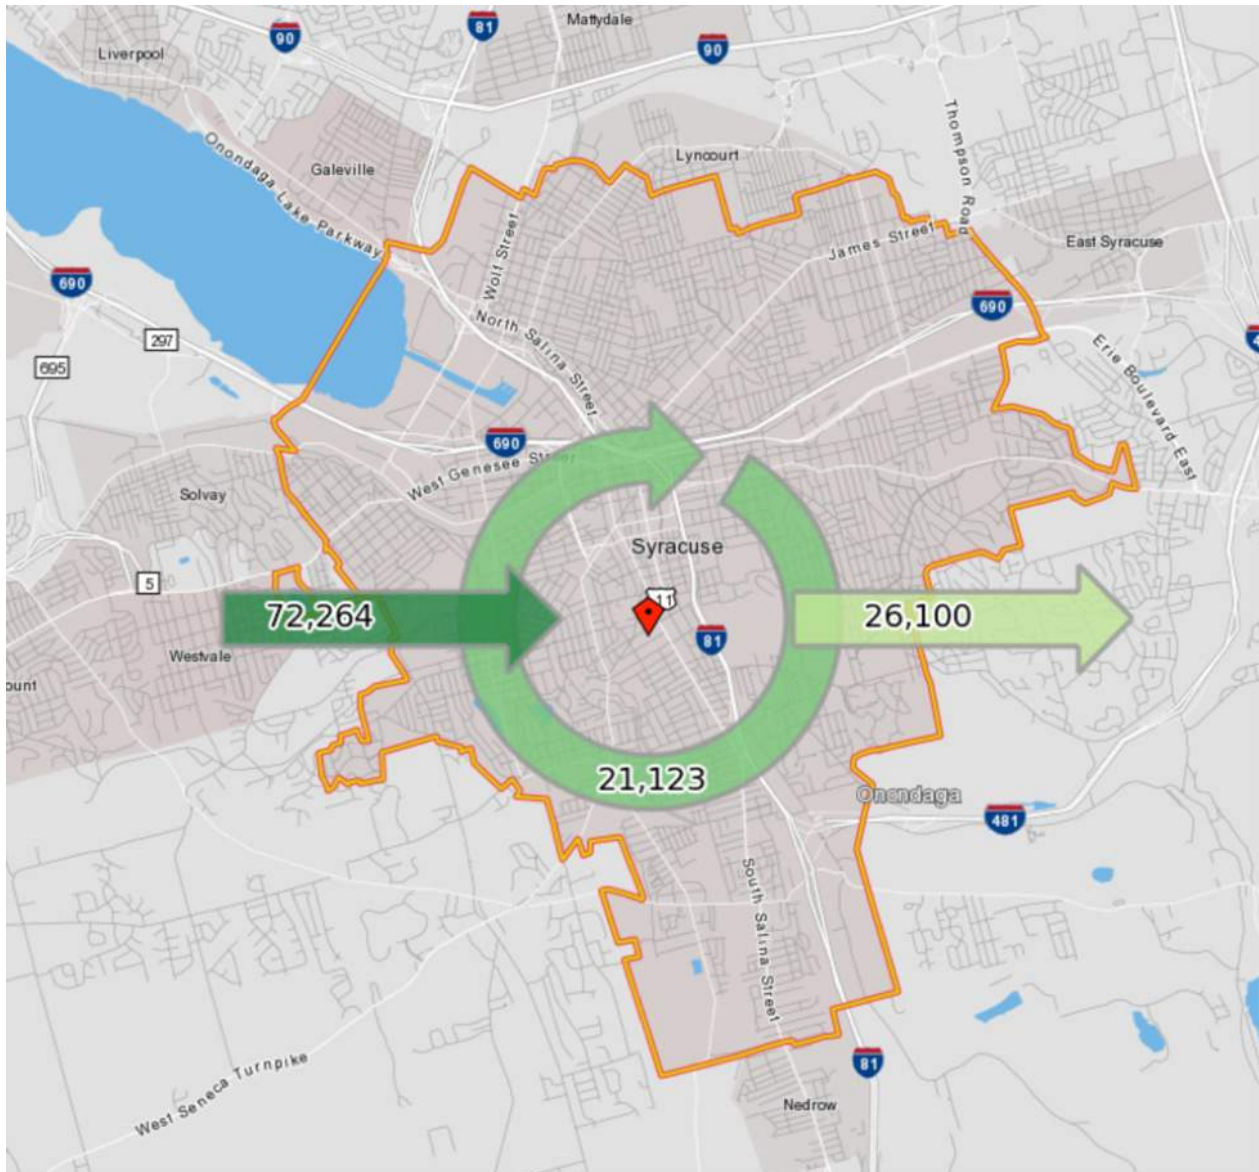 Mattydale
90
81
90
Liverpool
Onondaga Lake Parkway
Galeville
Lyncourt
Thompson Road
James Street
East Syracuse
Wolf Street
690
690
297
695
North Salina Street
Erie Boulevard East
690
West Genesee Street
Solvay
Syracuse
5
72,264
11
26,100
81
Westvale
ount
21,123
Onondaga
481
South Salina Street
West Seneca Turnpike
81
Nedrow